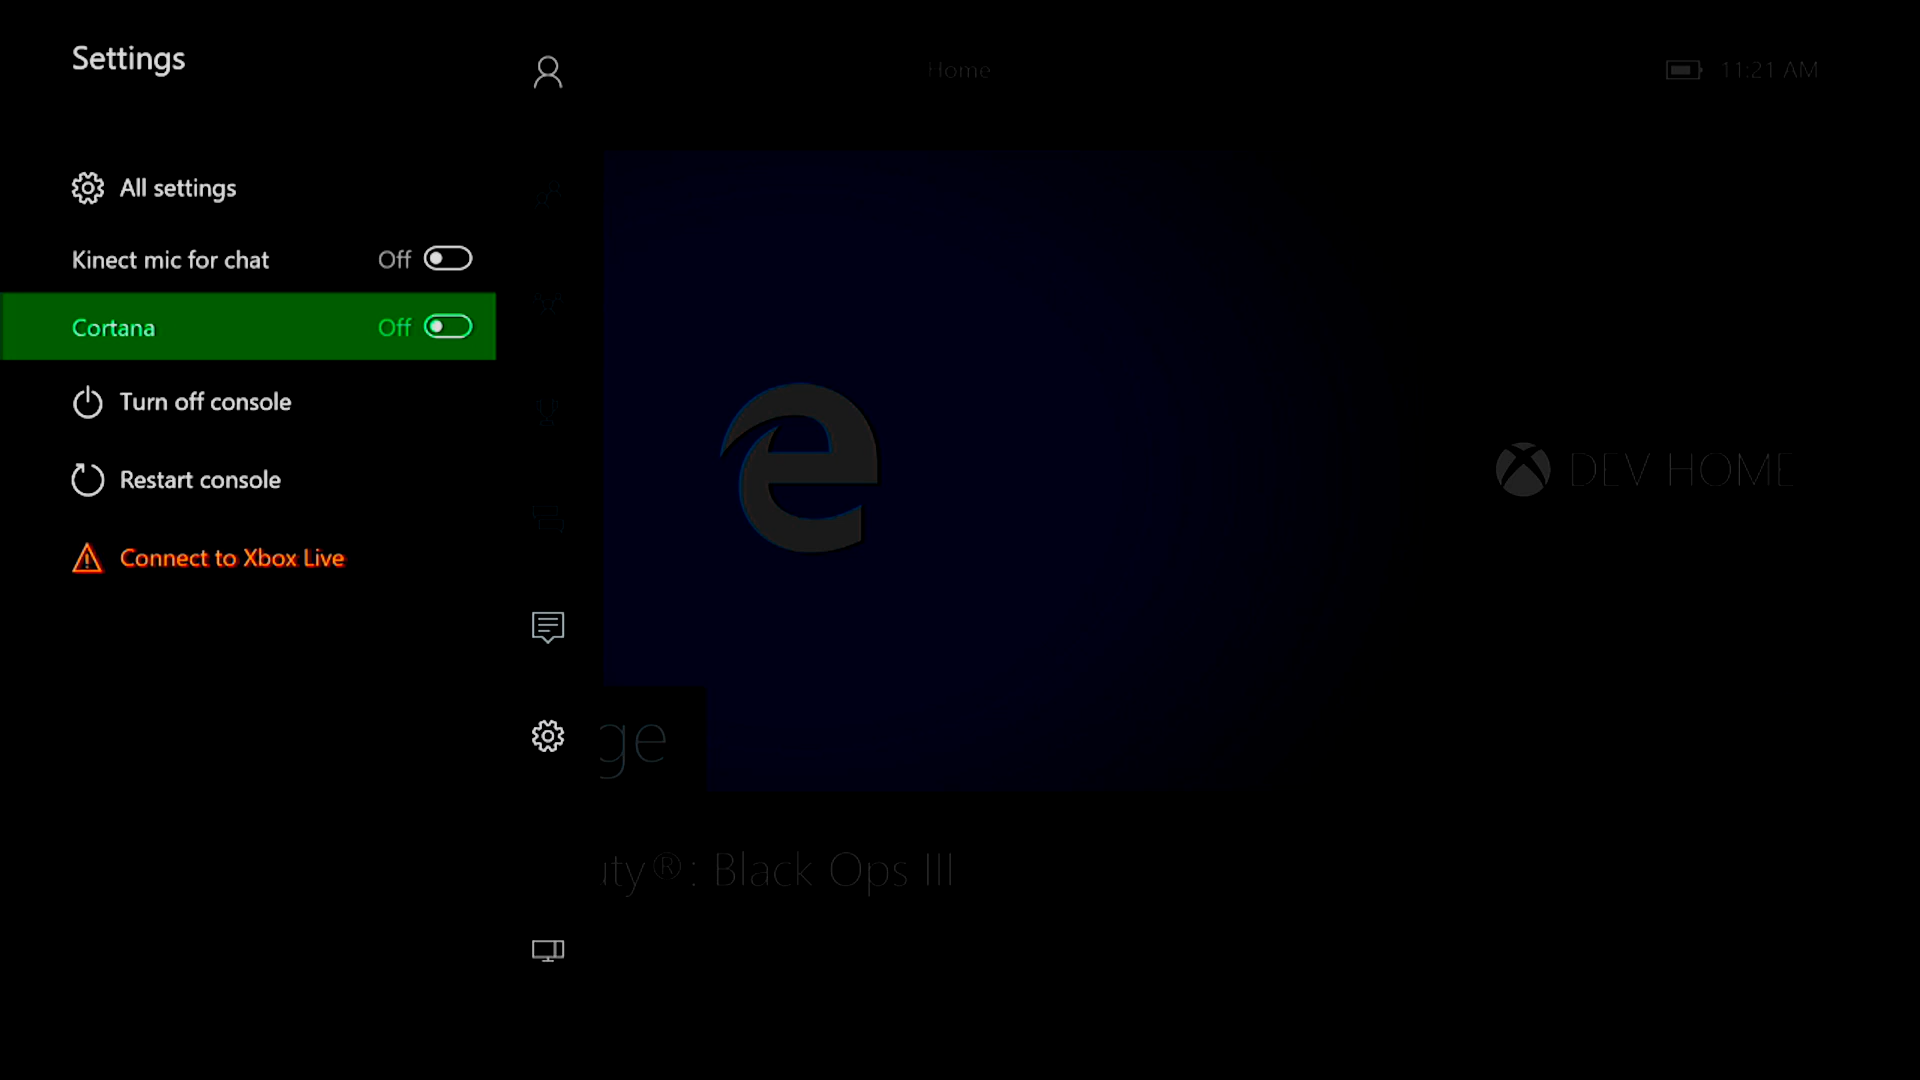 Settings
Home
11:21 AM
All settings
Kinect mic for chat Off
Cortana Off
Turn off console
Restart console
Connect to Xbox Live
DEV HOME
ge
uty®: Black Ops III